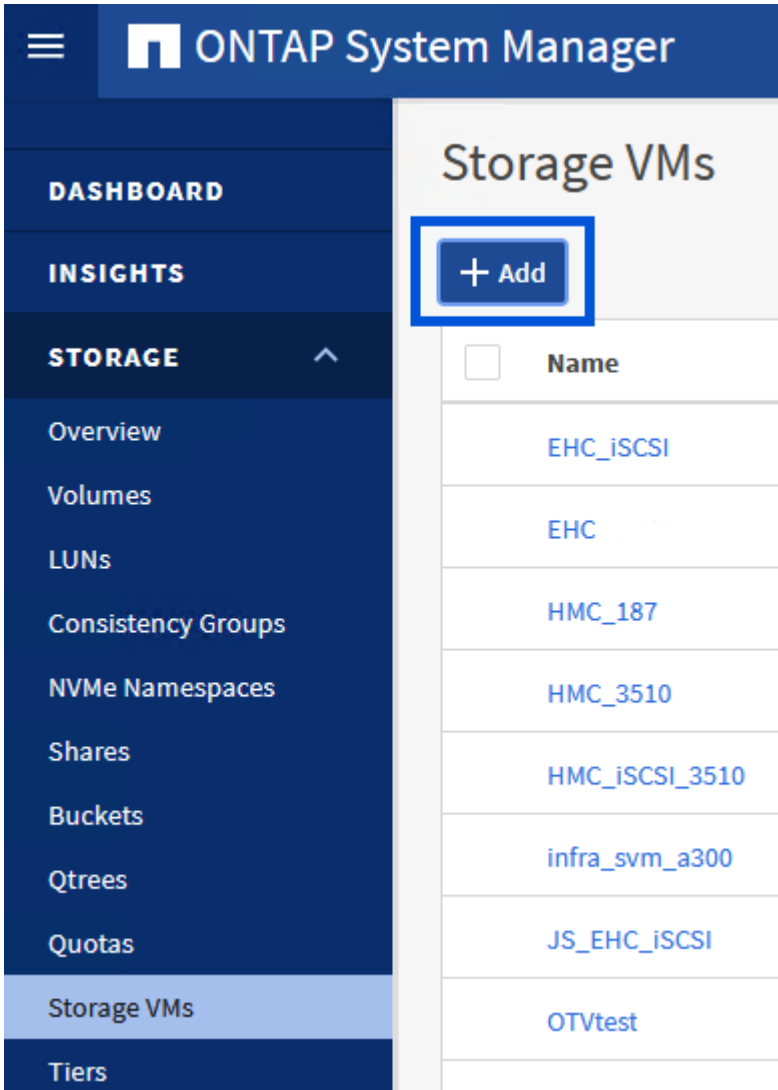 ONTAP System Manager
DASHBOARD
INSIGHTS
STORAGE
Overview
Volumes
LUNs
Consistency Groups
NVMe Namespaces
Shares
Buckets
Qtrees
Quotas
Storage VMs
Tiers
Storage VMs
+ Add
Name
EHC_iSCSI
EHC
HMC_187
HMC_3510
HMC_iSCSI_3510
infra_svm_a300
JS_EHC_iSCSI
OTVtest